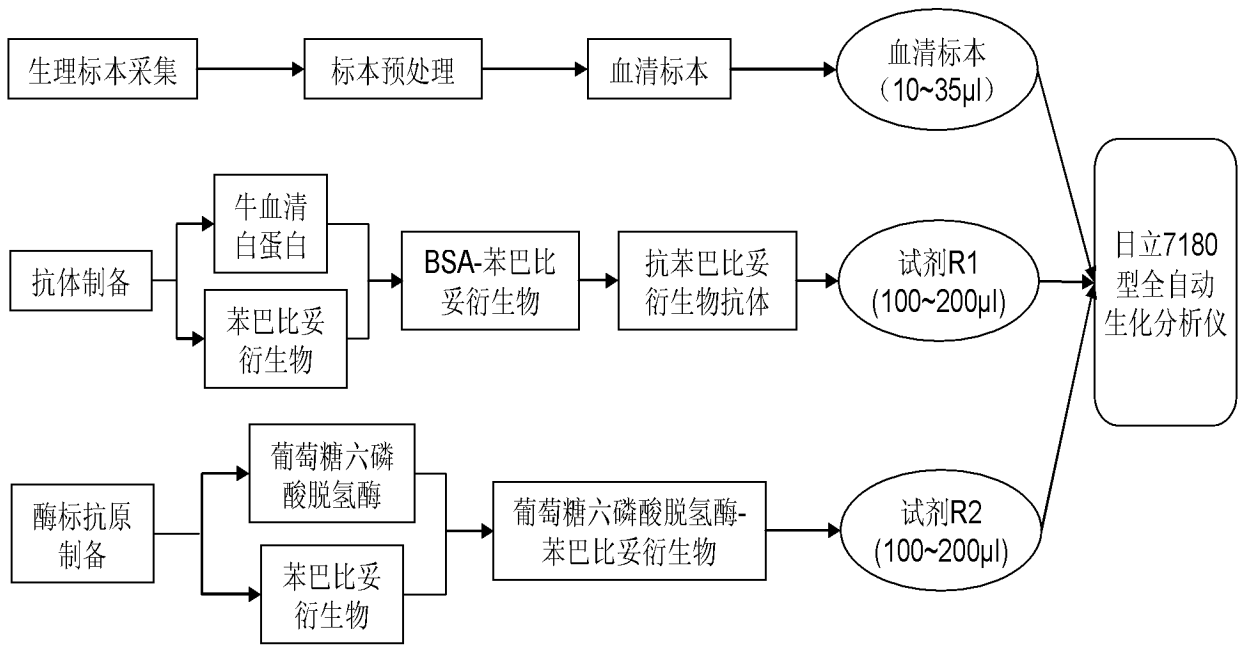 生理标本采集
标本预处理
血清标本
血清标本
（10~35μl）
抗体制备
牛血清
白蛋白
苯巴比妥
衍生物
BSA-苯巴比
妥衍生物
抗苯巴比妥
衍生物抗体
试剂R1
(100~200μl)
日立7180
型全自动
生化分析仪
酶标抗原
制备
葡萄糖六磷
酸脱氢酶
苯巴比妥
衍生物
葡萄糖六磷酸脱氢酶-
苯巴比妥衍生物
试剂R2
(100~200μl)